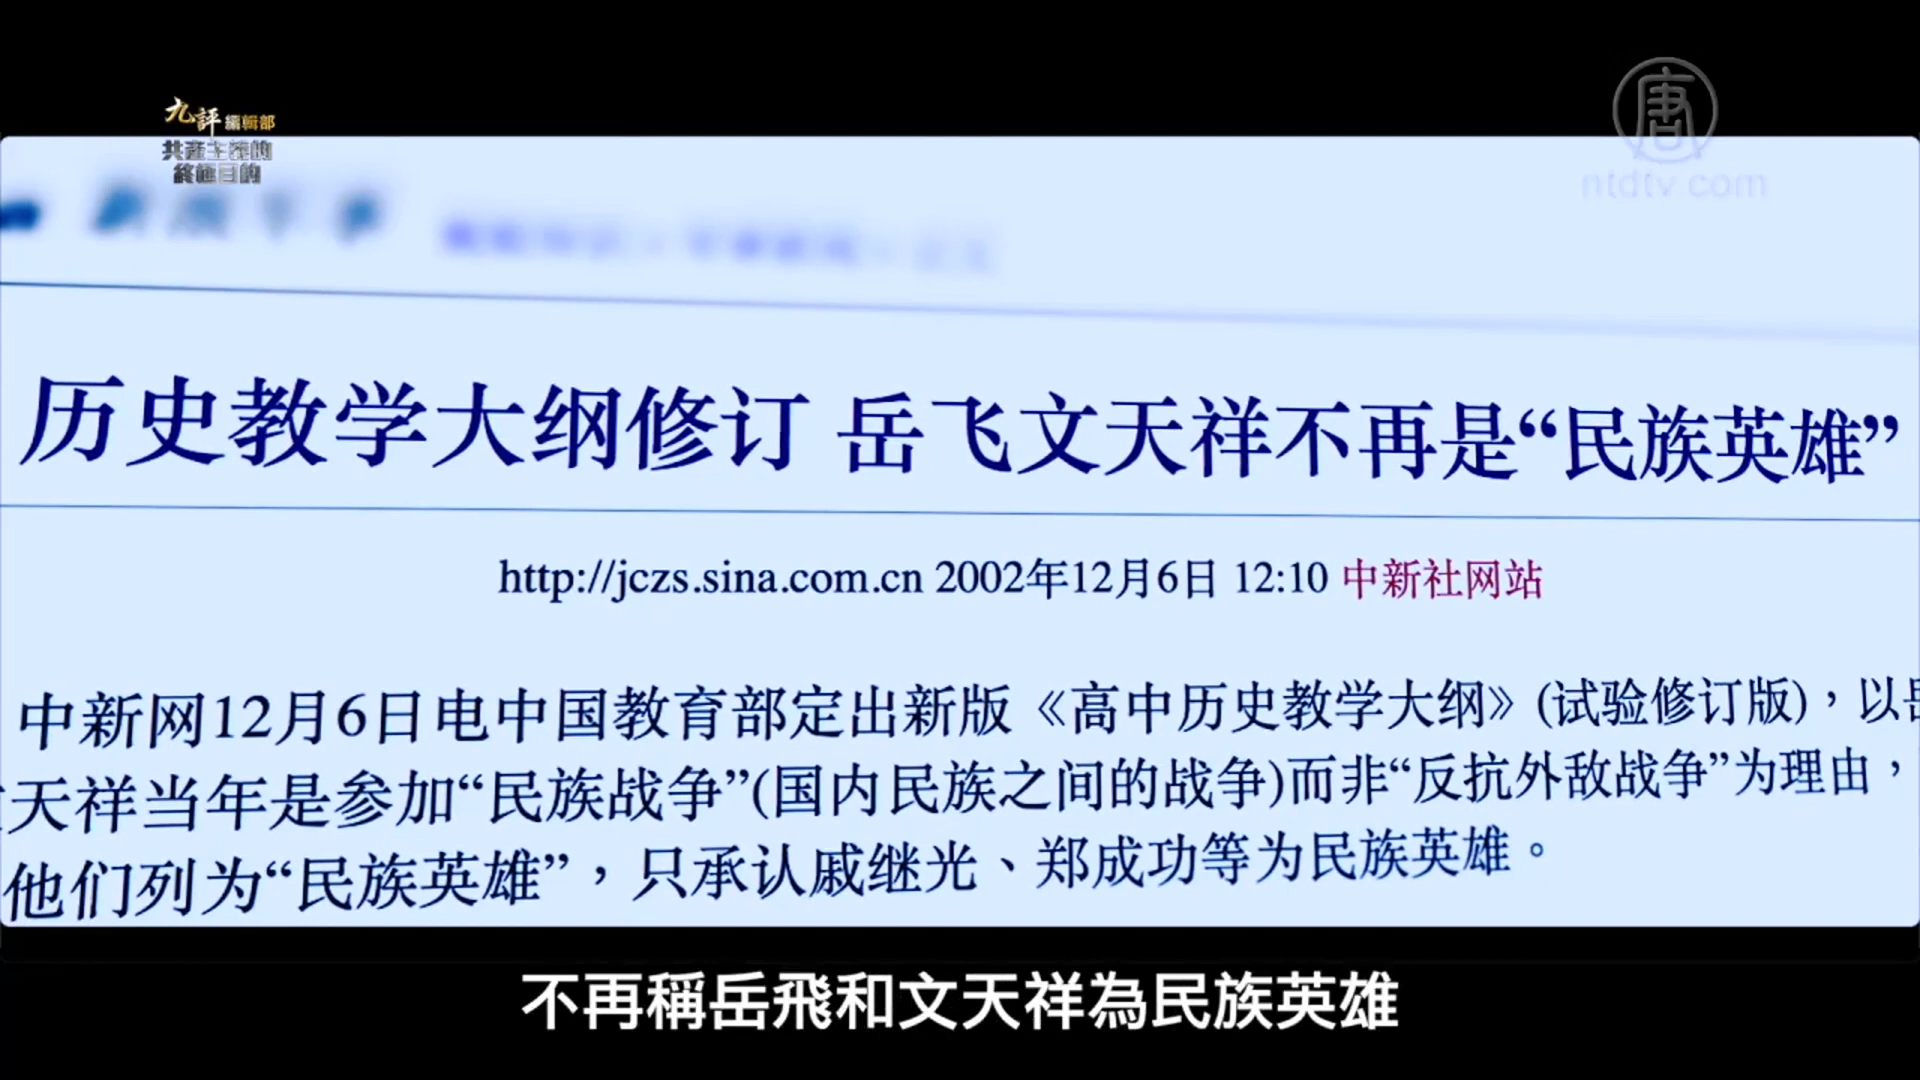 九評編輯部
共產主義的
終極目的
唐
ntdtv.com
历史教学大纲修订 岳飞文天祥不再是“民族英雄”
http://jczs.sina.com.cn 2002年12月6日 12:10 中新社网站
中新网12月6日电中国教育部定出新版《高中历史教学大纲》(试验修订版)，以岳
天祥当年是参加“民族战争”(国内民族之间的战争)而非“反抗外敌战争”为理由，
他们列为“民族英雄”，只承认戚继光、郑成功等为民族英雄。
不再稱岳飛和文天祥為民族英雄